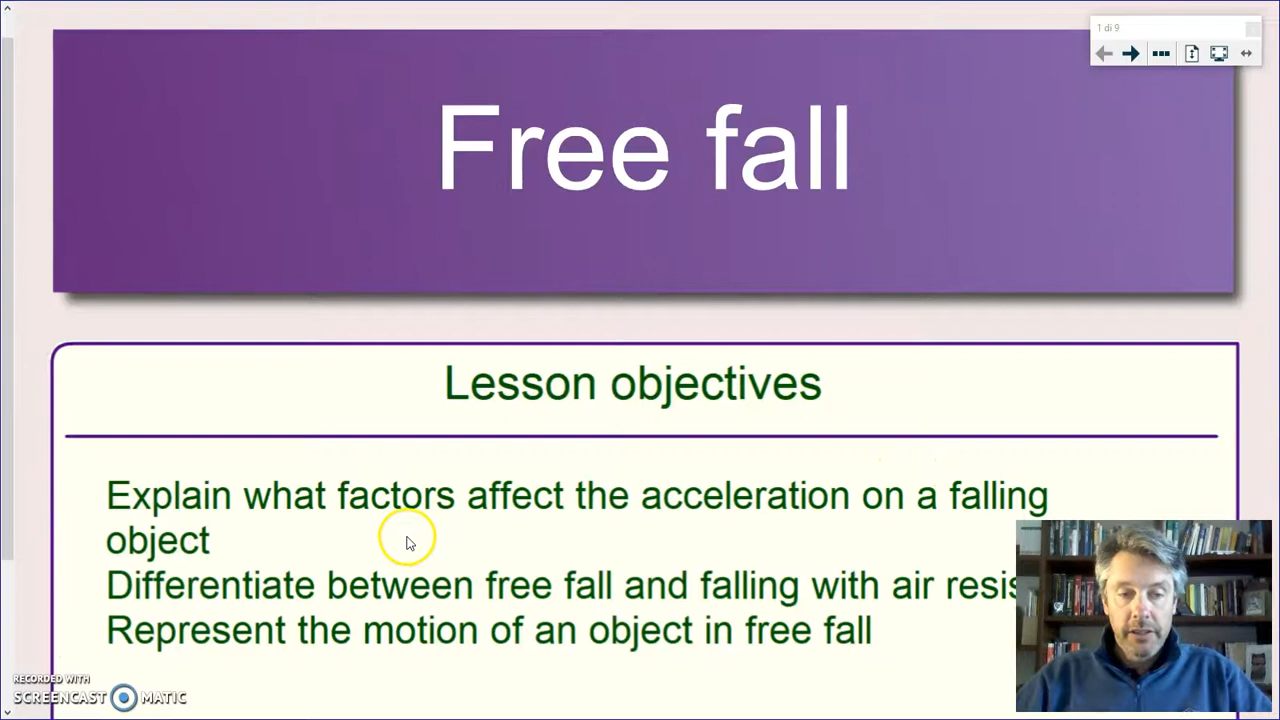 1 di 9
Free fall
Lesson objectives
Explain what factors affect the acceleration on a falling
object
Differentiate between free fall and falling with air
Represent the motion of an object in free fall
RECORDED WITH
SCREENCAST MATIC